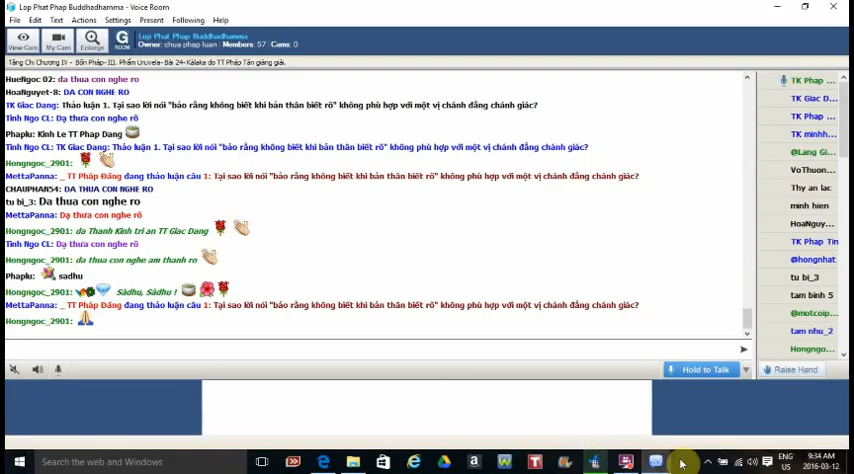 Lop Phat Phap Buddhadhamma - Voice Room
File Edit Text Actions Settings Present Following Help
View Cam My Cam Enlarge G ROOM
Lop Phat Phap Buddhadhamma
Owner: chua phap luan | Members: 57 | Cams: 0
Tăng Chi Chương IV - Bốn Pháp- III. Phẩm Uruvela- Bài 24- Kàlaka do TT Pháp Tân giảng giải.
HueNgoc 02: da thua con nghe ro
HoaNguyet-8: DA CON NGHE RO
TK Giac Dang: Thảo luận 1. Tại sao lời nói "bảo rằng không biết khi bản thân biết rõ" không phù hợp với một vị chánh đẳng chánh giác?
Tinh Ngo CL: Dạ thưa con nghe rõ
Phaplu: Kinh Le TT Phap Dang
Tinh Ngo CL: TK Giac Dang: Thảo luận 1. Tại sao lời nói "bảo rằng không biết khi bản thân biết rõ" không phù hợp với một vị chánh đẳng chánh giác?
Hongngoc_2901:
MettaPanna: _ TT Pháp Đăng đang thảo luận câu 1: Tại sao lời nói "bảo rằng không biết khi bản thân biết rõ" không phù hợp với một vị chánh đẳng chánh giác?
CHAUPHAN54: DA THUA CON NGHE RO
tu bi_3: Da thua con nghe ro
MettaPanna: Dạ thưa con nghe rõ
Hongngoc_2901: da Thanh Kinh tri an TT Giac Dang
Tinh Ngo CL: Dạ thưa con nghe rõ
Hongngoc_2901: da thua con nghe am thanh ro
Phaplu: sadhu
Hongngoc_2901: Sādhu, Sādhu !
MettaPanna: _ TT Pháp Đăng đang thảo luận câu 1: Tại sao lời nói "bảo rằng không biết khi bản thân biết rõ" không phù hợp với một vị chánh đẳng chánh giác?
Hongngoc_2901:
TK Phap ...
TK Giac D...
TK Phap ...
TK minhh...
@Lang Gi...
VoThuon...
Thy an lac
minh hien
HoaNguy...
TK Phap Tin
@hongnhat
tu bi_3
tam binh 5
@motcoip...
tam nhu_2
Hongngo...
Hold to Talk
Raise Hand
Search the web and Windows
ENG
US
9:34 AM
2016-03-12